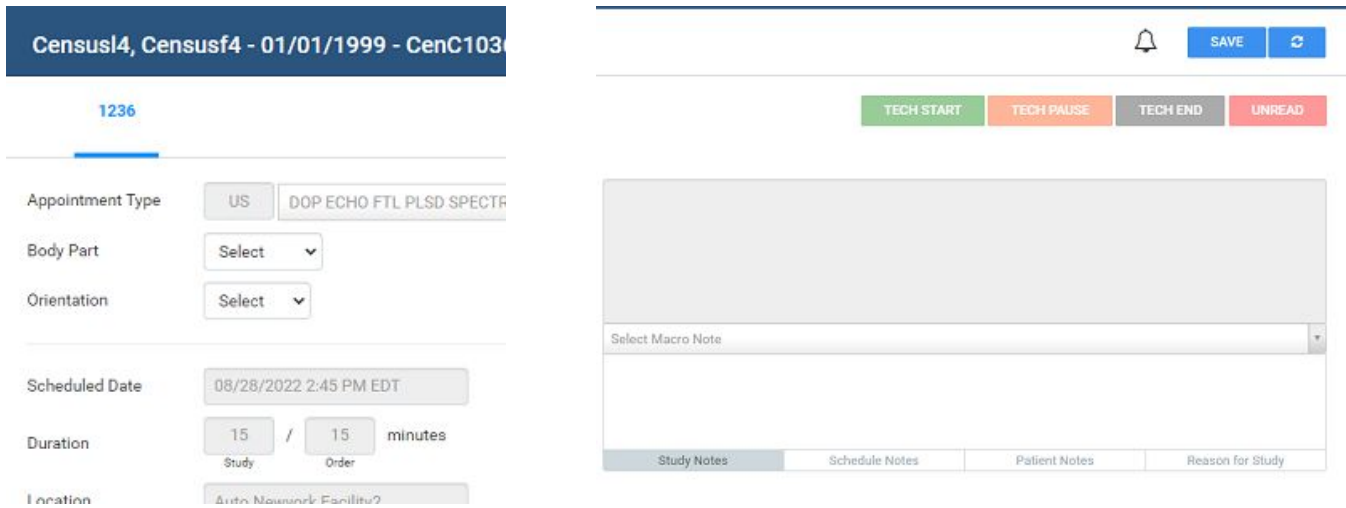 Censusl4, Censusf4 - 01/01/1999 - CenC103
SAVE
1236
TECH START TECH PAUSE TECH END UNREAD
Appointment Type US DOP ECHO FTL PLSD SPECTR
Body Part Select
Orientation Select
Select Macro Note
Scheduled Date 08/28/2022 2:45 PM EDT
Duration 15 / 15 minutes
Study Order
Study Notes Schedule Notes Patient Notes Reason for Study
Location Auto Newyork Facility2